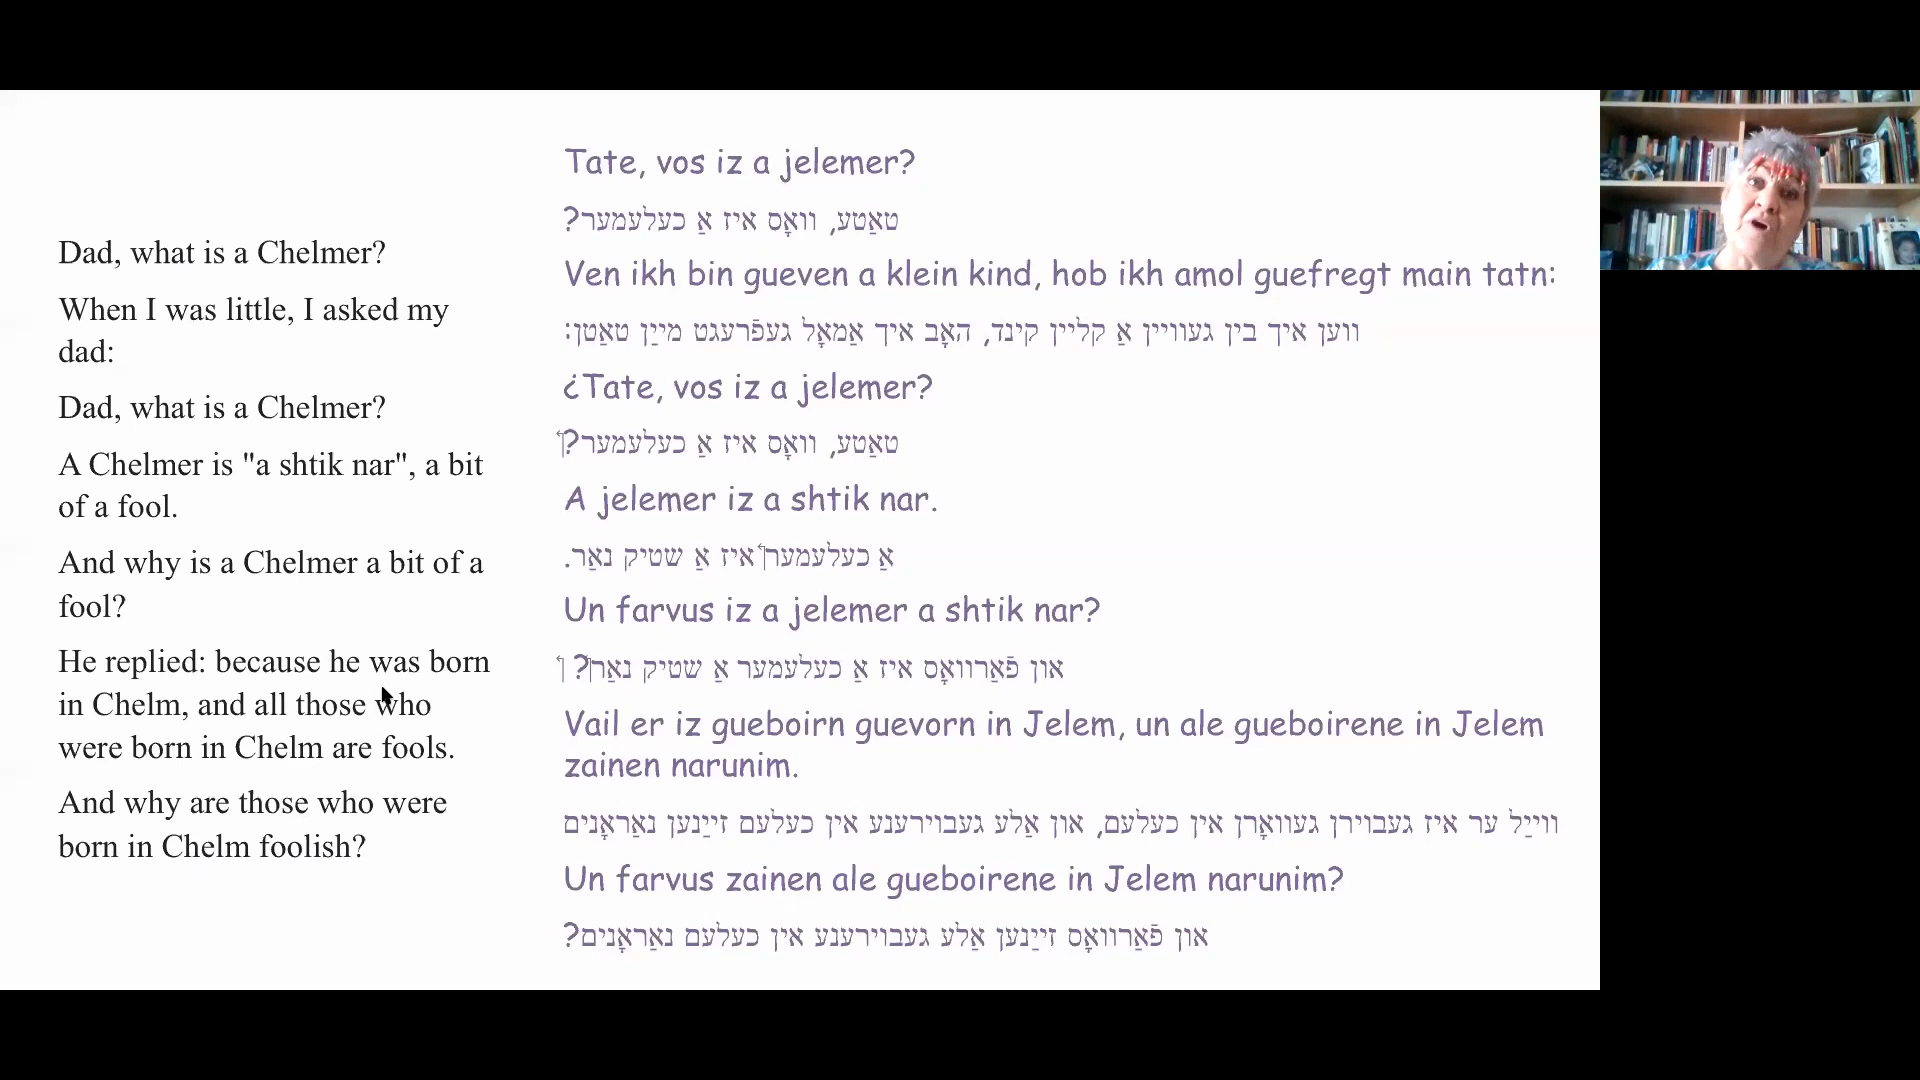 Dad, what is a Chelmer?
When I was little, I asked my
dad:
Dad, what is a Chelmer?
A Chelmer is "a shtik nar", a bit
of a fool.
And why is a Chelmer a bit of a
fool?
He replied: because he was born
in Chelm, and all those who
were born in Chelm are fools.
And why are those who were
born in Chelm foolish?
Tate, vos iz a jelemer?
טאַטע, וואָס איז אַ כעלעמער?
Ven ikh bin gueven a klein kind, hob ikh amol guefregt main tatn:
ווען איך בין געוויין אַ קליין קינד, האָב איך אַמאָל געפֿרעגט מייַן טאַטן:
¿Tate, vos iz a jelemer?
טאַטע, וואָס איז אַ כעלעמער?
A jelemer iz a shtik nar.
אַ כעלעמער איז אַ שטיק נאַר.
Un farvus iz a jelemer a shtik nar?
און פֿאַרוואָס איז אַ כעלעמער אַ שטיק נאַר?
Vail er iz gueboirn guevorn in Jelem, un ale gueboirene in Jelem
zainen narunim.
ווייַל ער איז געבוירן געוואָרן אין כעלעם, און אַלע געבוירענע אין כעלעם זייַנען נאַראָנים
Un farvus zainen ale gueboirene in Jelem narunim?
און פֿאַרוואָס זייַנען אַלע געבוירענע אין כעלעם נאַראָנים?